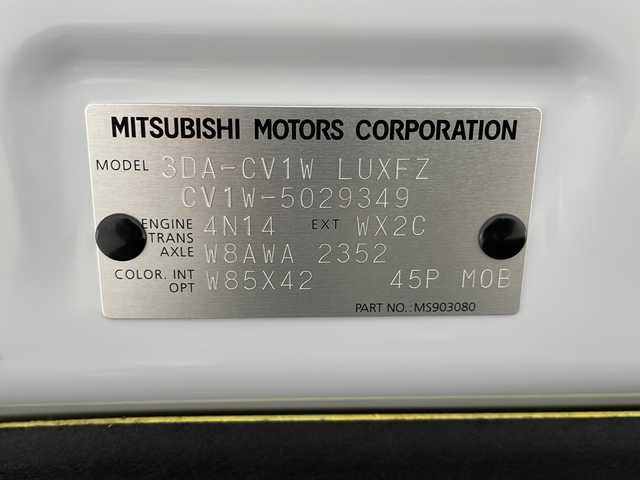 MITSUBISHI MOTORS CORPORATION
MODEL 3DA-CV1W LUXFZ
CV1W-5029349
ENGINE 4N14 EXT WX2C
TRANS
AXLE W8AWA 2352
COLOR. INT W85X42 45P MOB
OPT
PART NO.:MS903080